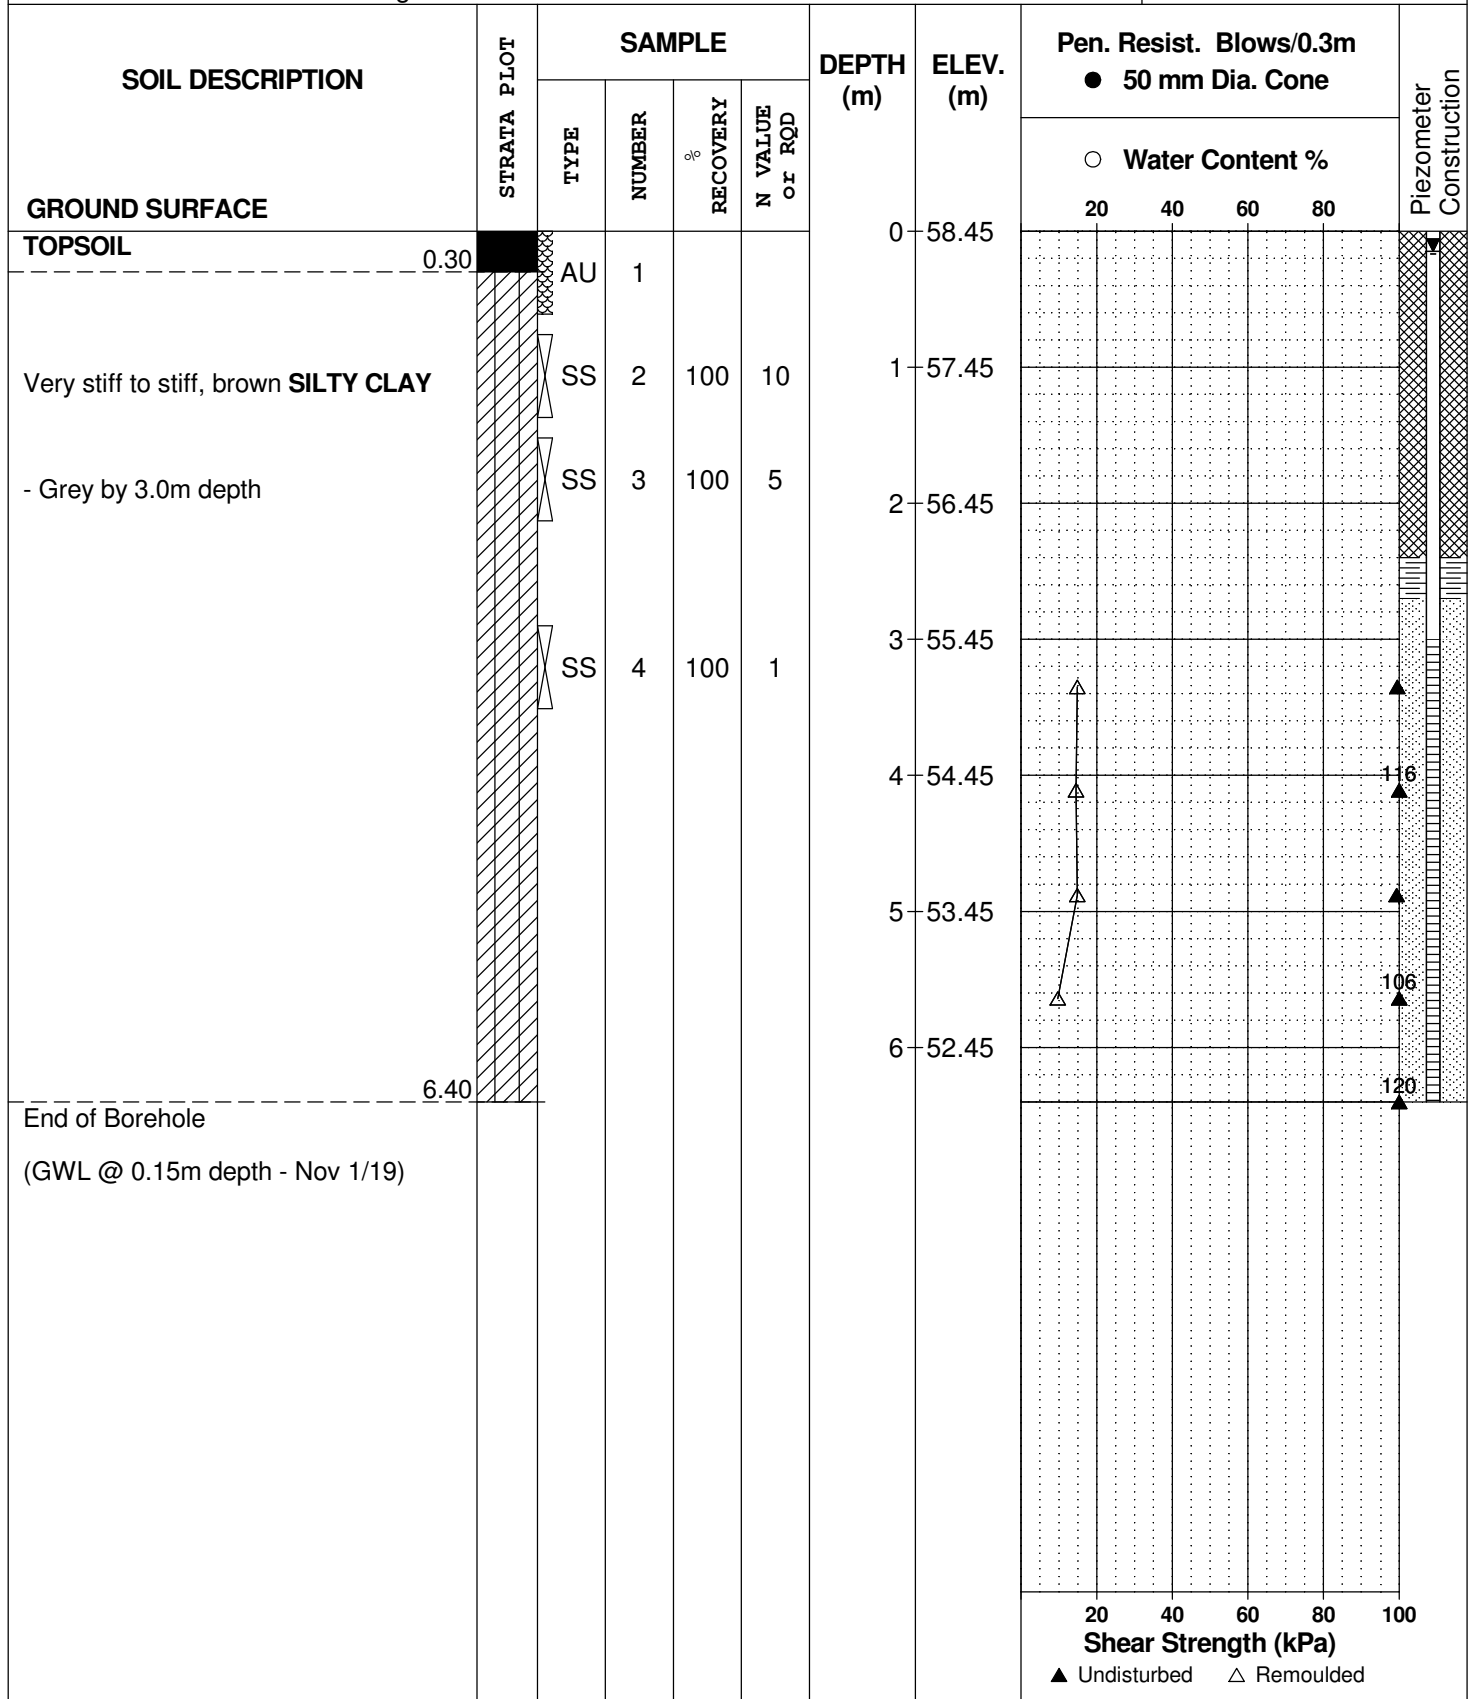 SOIL DESCRIPTION
GROUND SURFACE
STRATA PLOT
SAMPLE
TYPE
NUMBER
%
RECOVERY
N VALUE
or RQD
DEPTH
(m)
ELEV.
(m)
Pen. Resist. Blows/0.3m
● 50 mm Dia. Cone
○ Water Content %
20 40 60 80
Piezometer
Construction
TOPSOIL
0.30
AU 1
0 58.45
Very stiff to stiff, brown SILTY CLAY
SS 2 100 10
1 57.45
- Grey by 3.0m depth
SS 3 100 5
2 56.45
SS 4 100 1
3 55.45
4 54.45
116
5 53.45
106
6 52.45
6.40
120
End of Borehole
(GWL @ 0.15m depth - Nov 1/19)
20 40 60 80 100
Shear Strength (kPa)
▲ Undisturbed △ Remoulded